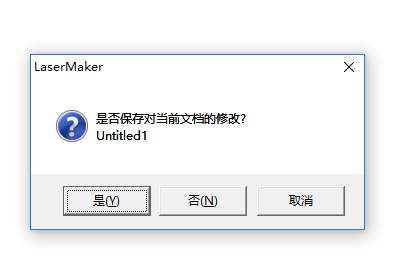 LaserMaker
是否保存对当前文档的修改?
Untitled1
是(Y)
否(N)
取消